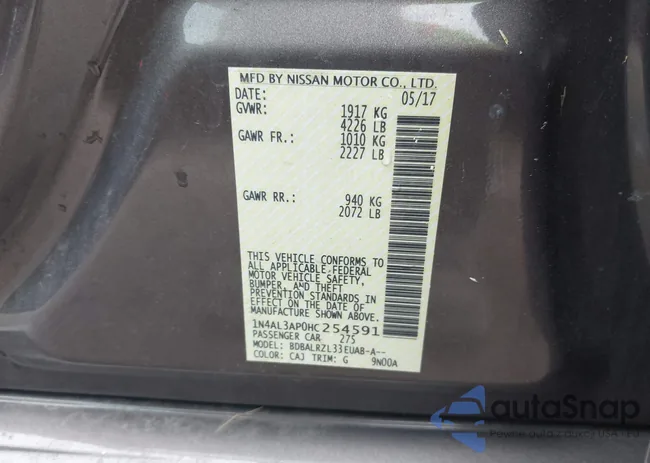 MFD BY NISSAN MOTOR CO., LTD.
DATE: 05/17
GVWR: 1917 KG
4226 LB
GAWR FR.: 1010 KG
2227 LB
GAWR RR.: 940 KG
2072 LB
THIS VEHICLE CONFORMS TO
ALL APPLICABLE FEDERAL
MOTOR VEHICLE SAFETY,
BUMPER, AND THEFT
PREVENTION STANDARDS IN
EFFECT ON THE DATE OF
MANUFACTURE SHOWN ABOVE.
1N4AL3AP0HC254591
PASSENGER CAR 275
MODEL: BDBALRZL33EUAB-A--
COLOR: CAJ TRIM: G 9N00A
autoSnap
Powered by